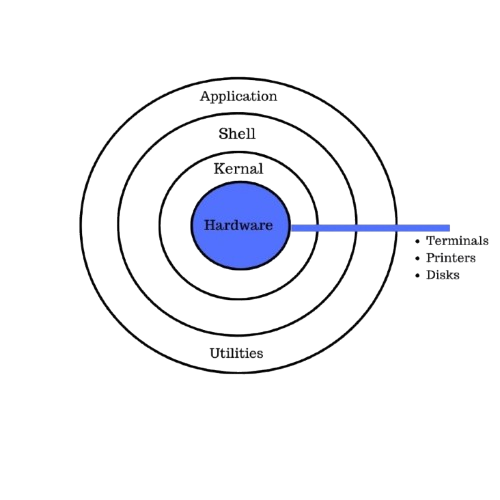 Application
Shell
Kernal
Hardware
• Terminals
• Printers
• Disks
Utilities